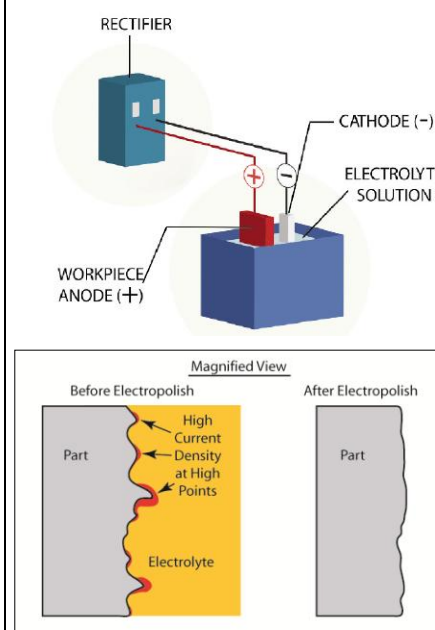 RECTIFIER
CATHODE (-)
ELECTROLYT
SOLUTION
+
-
WORKPIECE
ANODE (+)
Magnified View
Before Electropolish
After Electropolish
High
Current
Density
at High
Points
Part
Part
Electrolyte